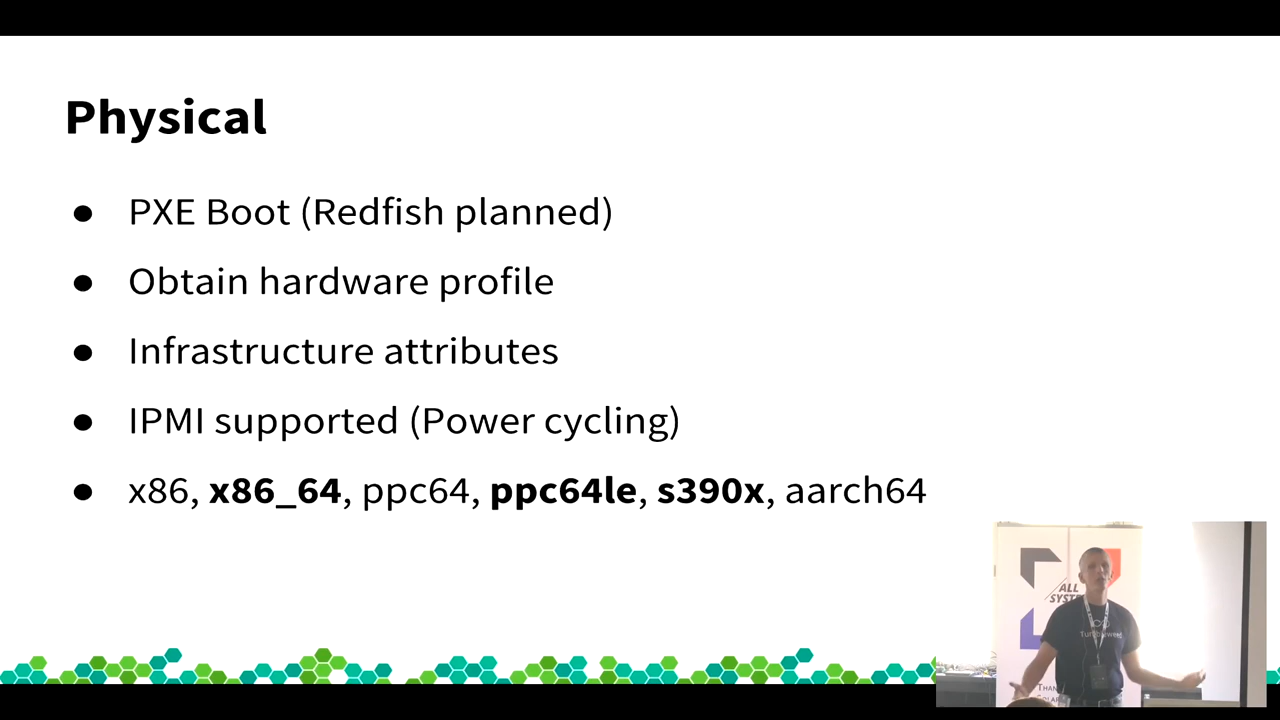 Physical
● PXE Boot (Redfish planned)
● Obtain hardware profile
● Infrastructure attributes
● IPMI supported (Power cycling)
● x86, x86_64, ppc64, ppc64le, s390x, aarch64
ALL